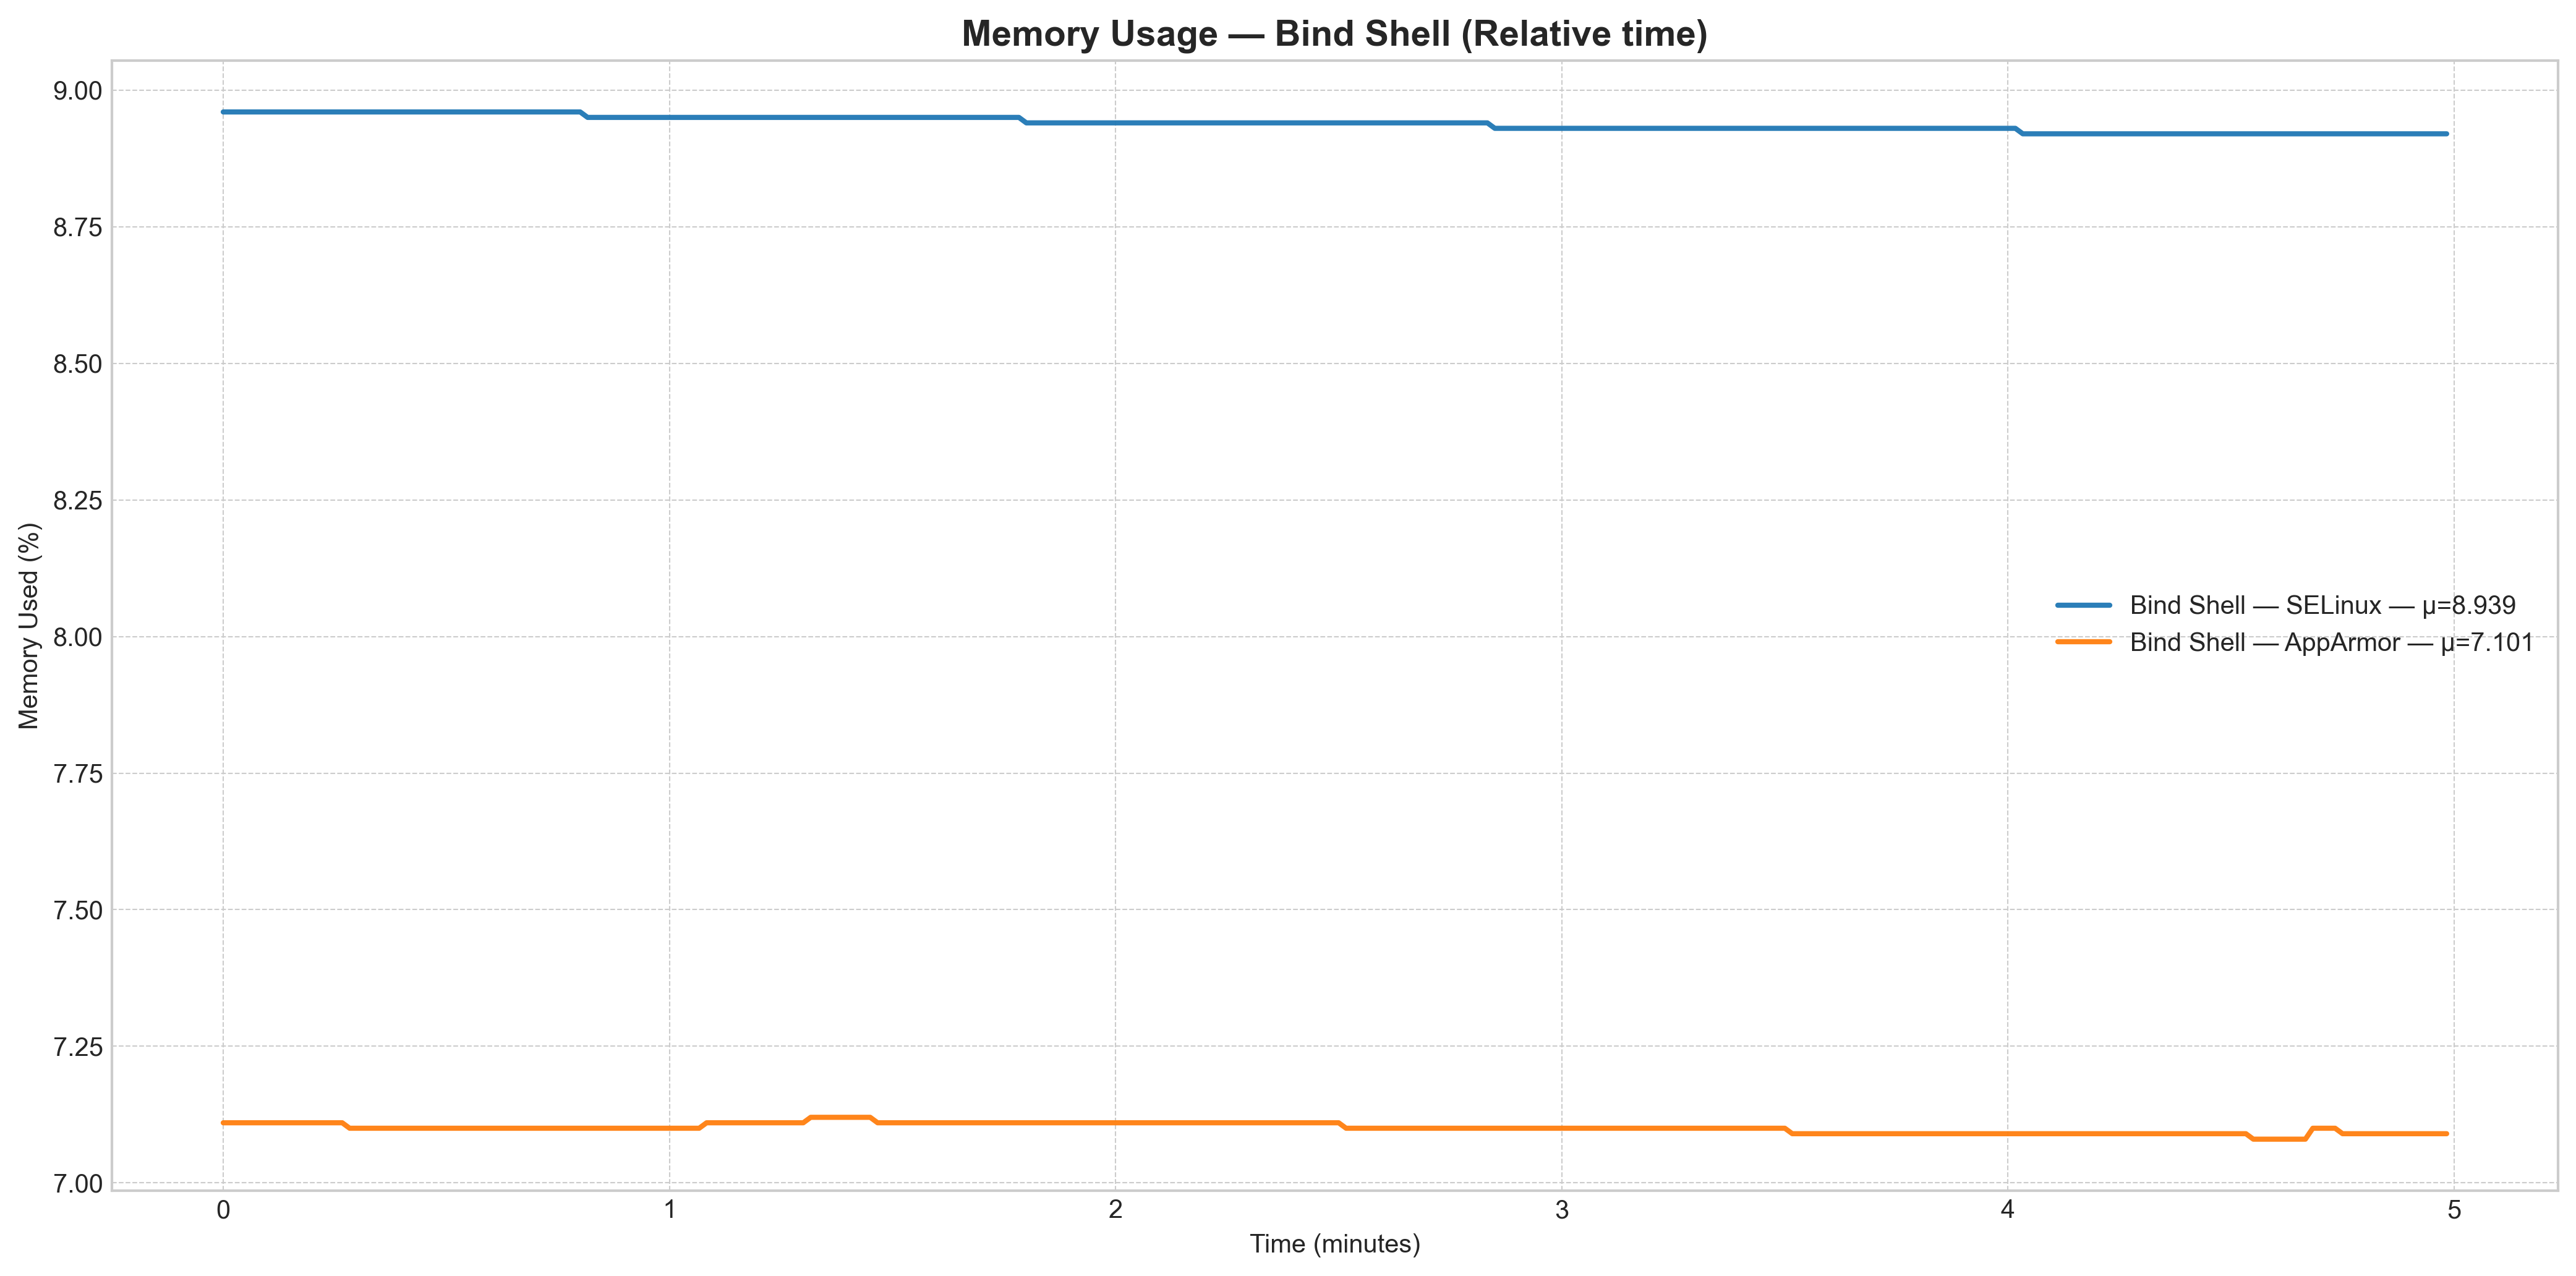 Memory Usage — Bind Shell (Relative time)
Memory Used (%)
9.00
8.75
8.50
8.25
8.00
7.75
7.50
7.25
7.00
Bind Shell — SELinux — μ=8.939
Bind Shell — AppArmor — μ=7.101
0 1 2 3 4 5
Time (minutes)